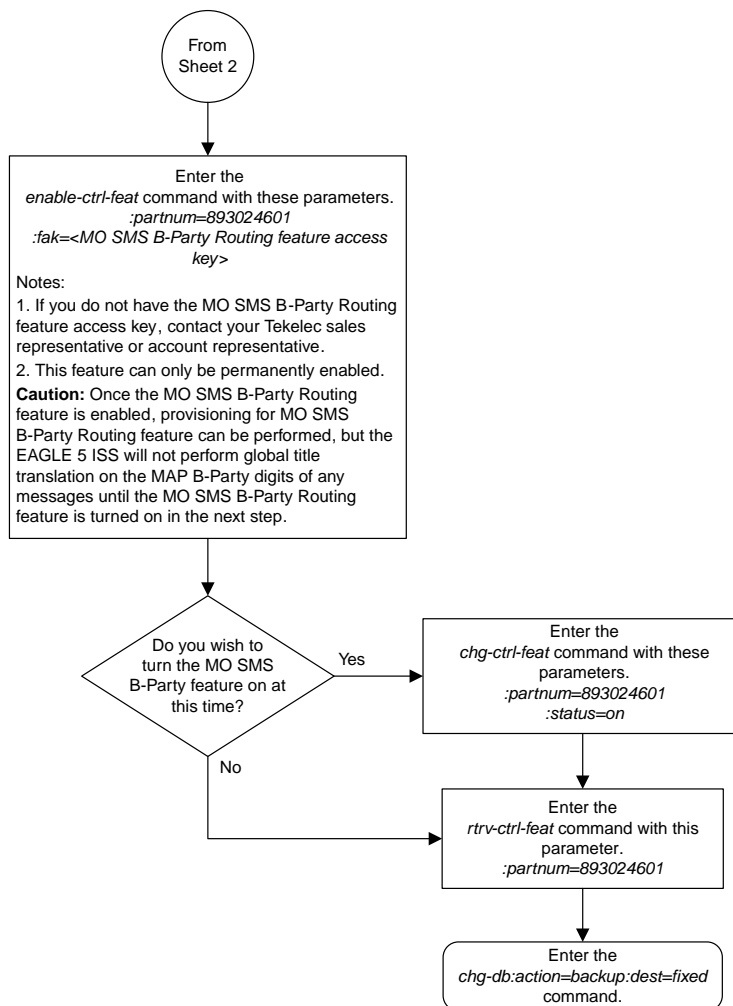 From
Sheet 2
Enter the
enable-ctrl-feat command with these parameters.
:partnum=893024601
:fak=<MO SMS B-Party Routing feature access
key>
Notes:
1. If you do not have the MO SMS B-Party Routing
feature access key, contact your Tekelec sales
representative or account representative.
2. This feature can only be permanently enabled.
Caution: Once the MO SMS B-Party Routing
feature is enabled, provisioning for MO SMS
B-Party Routing feature can be performed, but the
EAGLE 5 ISS will not perform global title
translation on the MAP B-Party digits of any
messages until the MO SMS B-Party Routing
feature is turned on in the next step.
Do you wish to
turn the MO SMS
B-Party feature on at
this time?
Yes
Enter the
chg-ctrl-feat command with these
parameters.
:partnum=893024601
:status=on
No
Enter the
rtrv-ctrl-feat command with this
parameter.
:partnum=893024601
Enter the
chg-db:action=backup:dest=fixed
command.